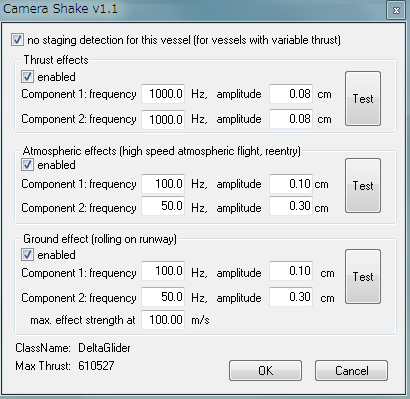 Camera Shake v1.1
no staging detection for this vessel (for vessels with variable thrust)
Thrust effects
enabled
Component 1: frequency 1000.0 Hz, amplitude 0.08 cm
Test
Component 2: frequency 1000.0 Hz, amplitude 0.08 cm
Atmospheric effects (high speed atmospheric flight, reentry)
enabled
Component 1: frequency 100.0 Hz, amplitude 0.10 cm
Test
Component 2: frequency 50.0 Hz, amplitude 0.30 cm
Ground effect (rolling on runway)
enabled
Component 1: frequency 100.0 Hz, amplitude 0.10 cm
Test
Component 2: frequency 50.0 Hz, amplitude 0.30 cm
max. effect strength at 100.00 m/s
ClassName: DeltaGlider
Max Thrust: 610527
OK Cancel